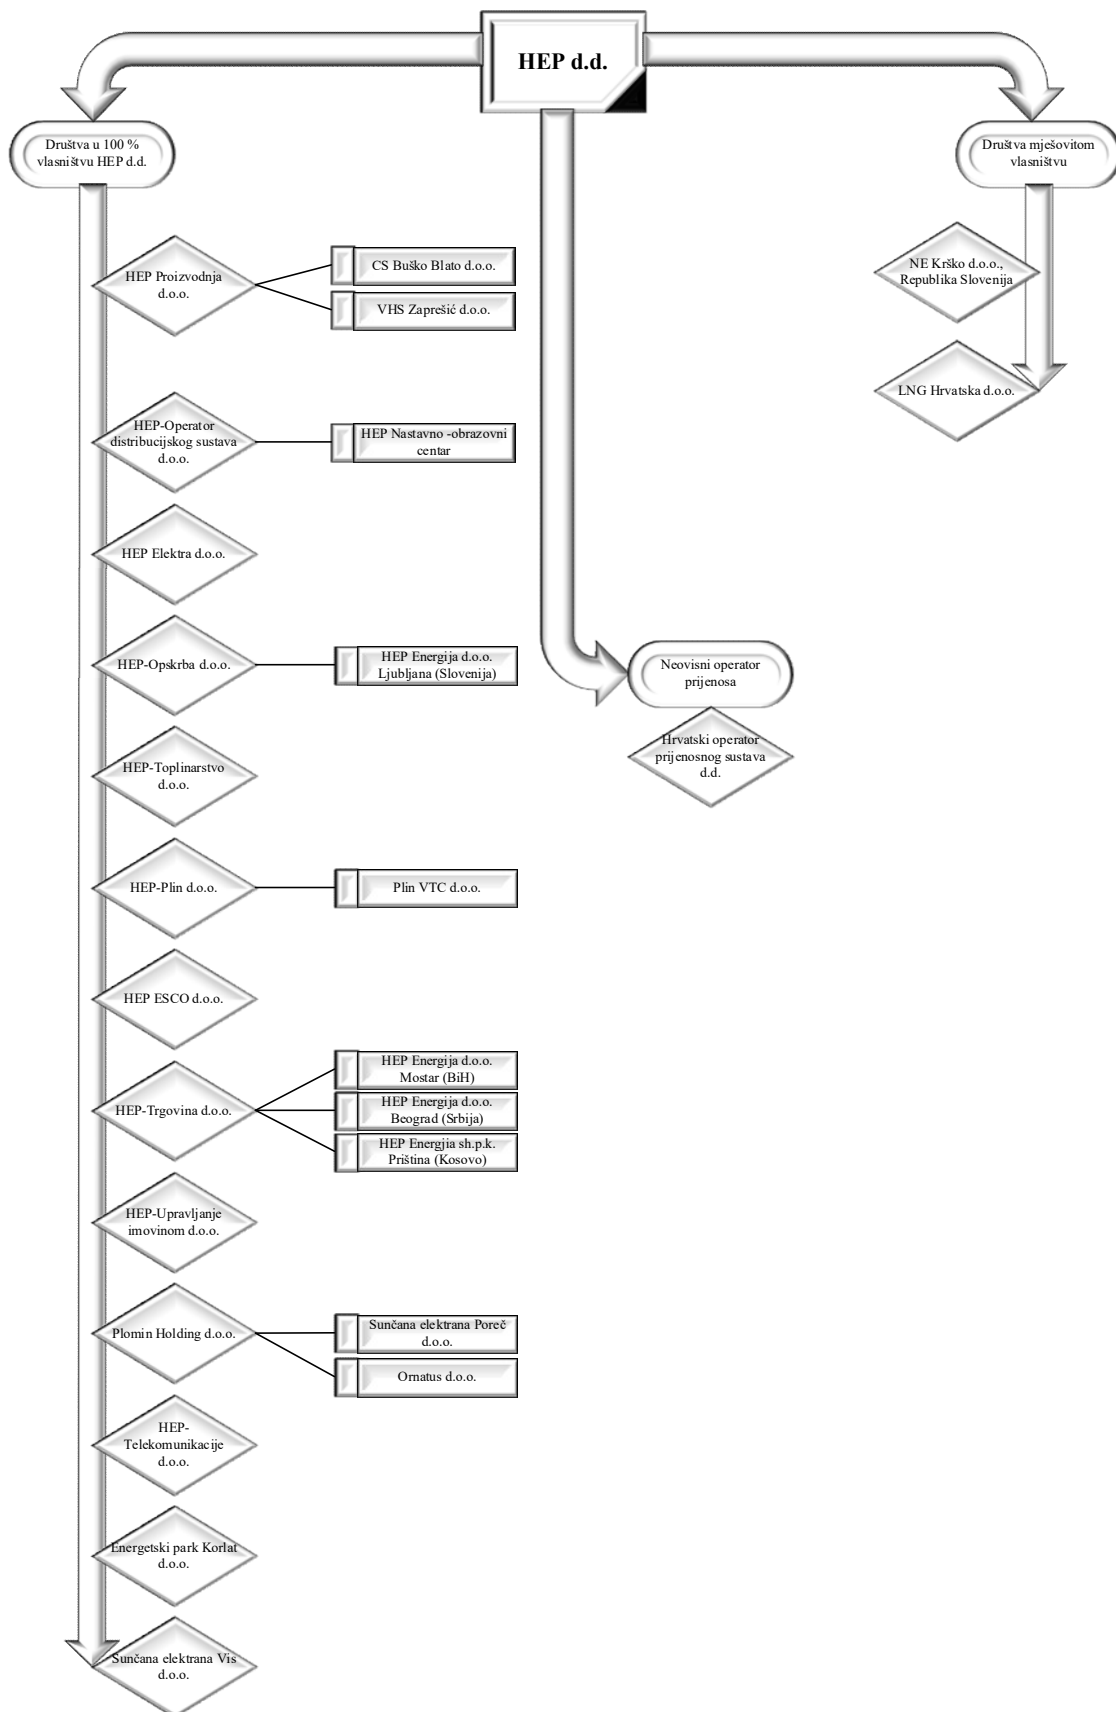 HEP d.d.
Društva u 100 %
vlasništvu HEP d.d.
Društva mješovitom
vlasništvu
HEP Proizvodnja
d.o.o.
CS Buško Blato d.o.o.
VHS Zaprešić d.o.o.
NE Krško d.o.o.,
Republika Slovenija
LNG Hrvatska d.o.o.
HEP-Operator
distribucijskog sustava
d.o.o.
HEP Nastavno -obrazovni
centar
HEP Elektra d.o.o.
HEP-Opskrba d.o.o.
HEP Energija d.o.o.
Ljubljana (Slovenija)
Neovisni operator
prijenosa
Hrvatski operator
prijenosnog sustava
d.d.
HEP-Toplinarstvo
d.o.o.
HEP-Plin d.o.o.
Plin VTC d.o.o.
HEP ESCO d.o.o.
HEP-Trgovina d.o.o.
HEP Energija d.o.o.
Mostar (BiH)
HEP Energija d.o.o.
Beograd (Srbija)
HEP Energjia sh.p.k.
Priština (Kosovo)
HEP-Upravljanje
imovinom d.o.o.
Plomin Holding d.o.o.
Sunčana elektrana Poreč
d.o.o.
Ornatus d.o.o.
HEP-
Telekomunikacije
d.o.o.
Energetski park Korlat
d.o.o.
Sunčana elektrana Vis
d.o.o.